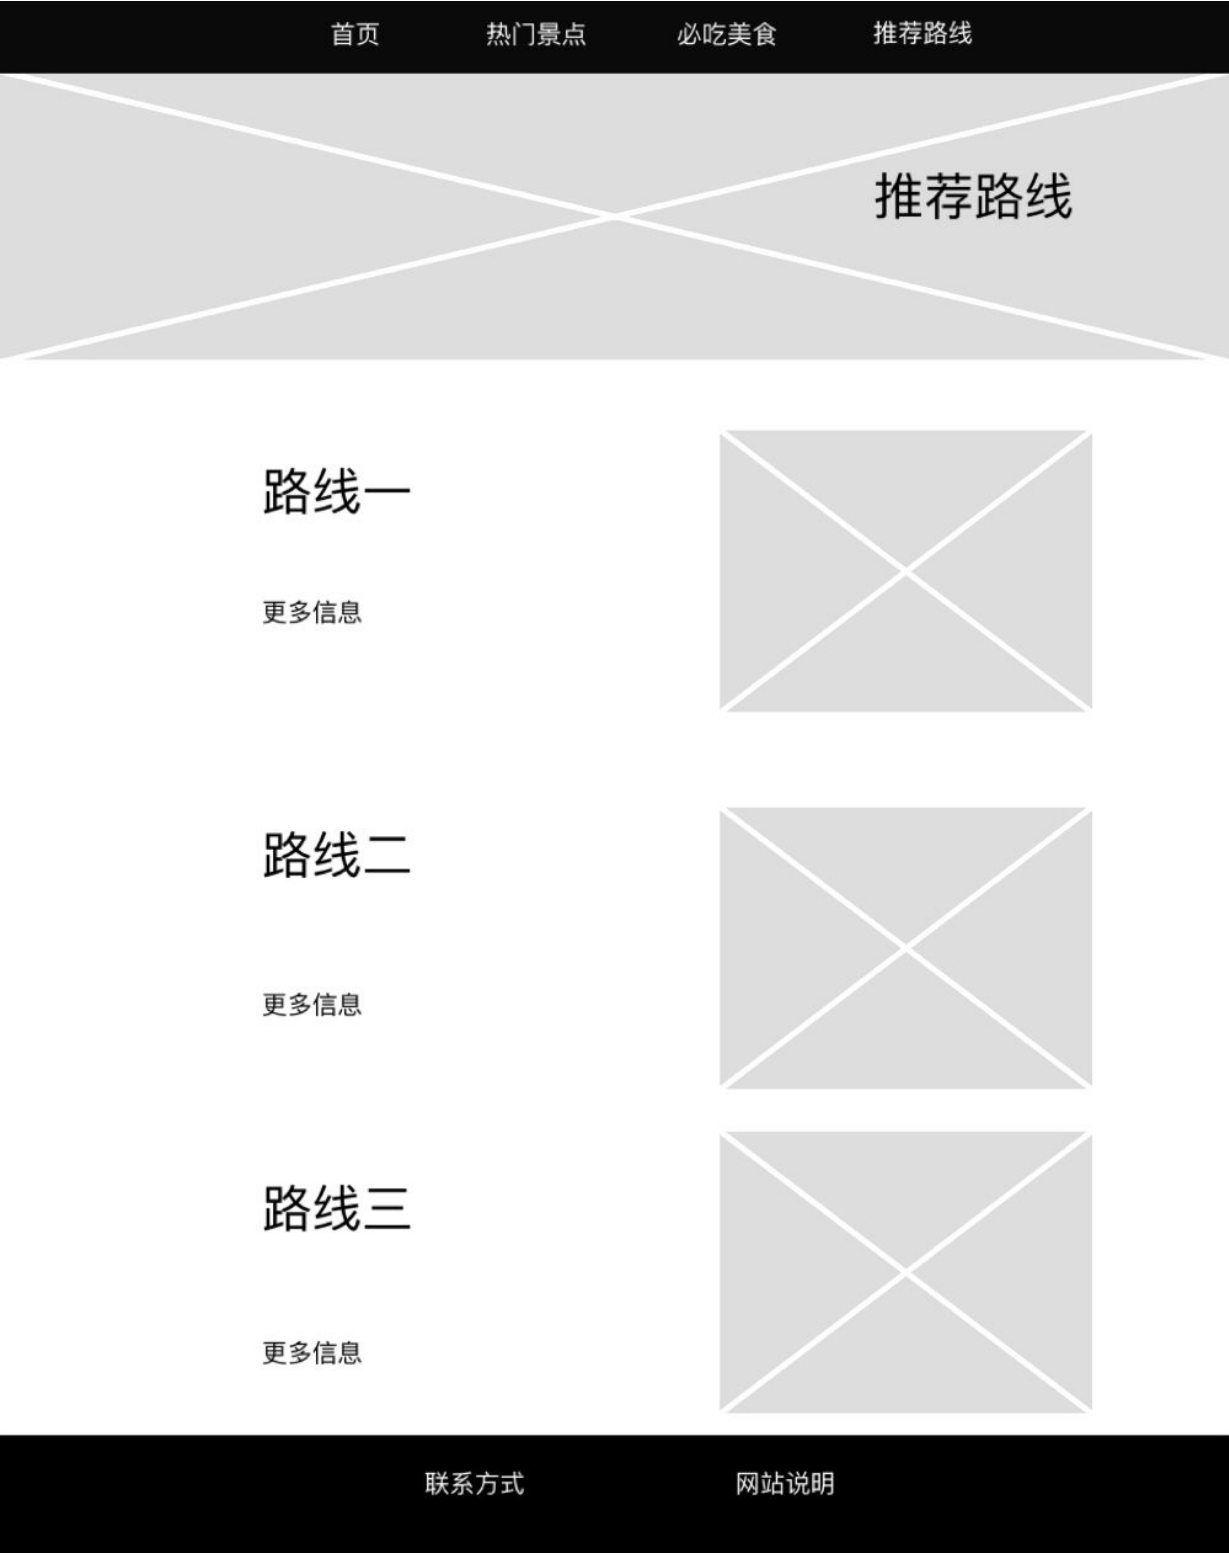 首页 热门景点 必吃美食 推荐路线
推荐路线
路线一
更多信息
路线二
更多信息
路线三
更多信息
联系方式 网站说明